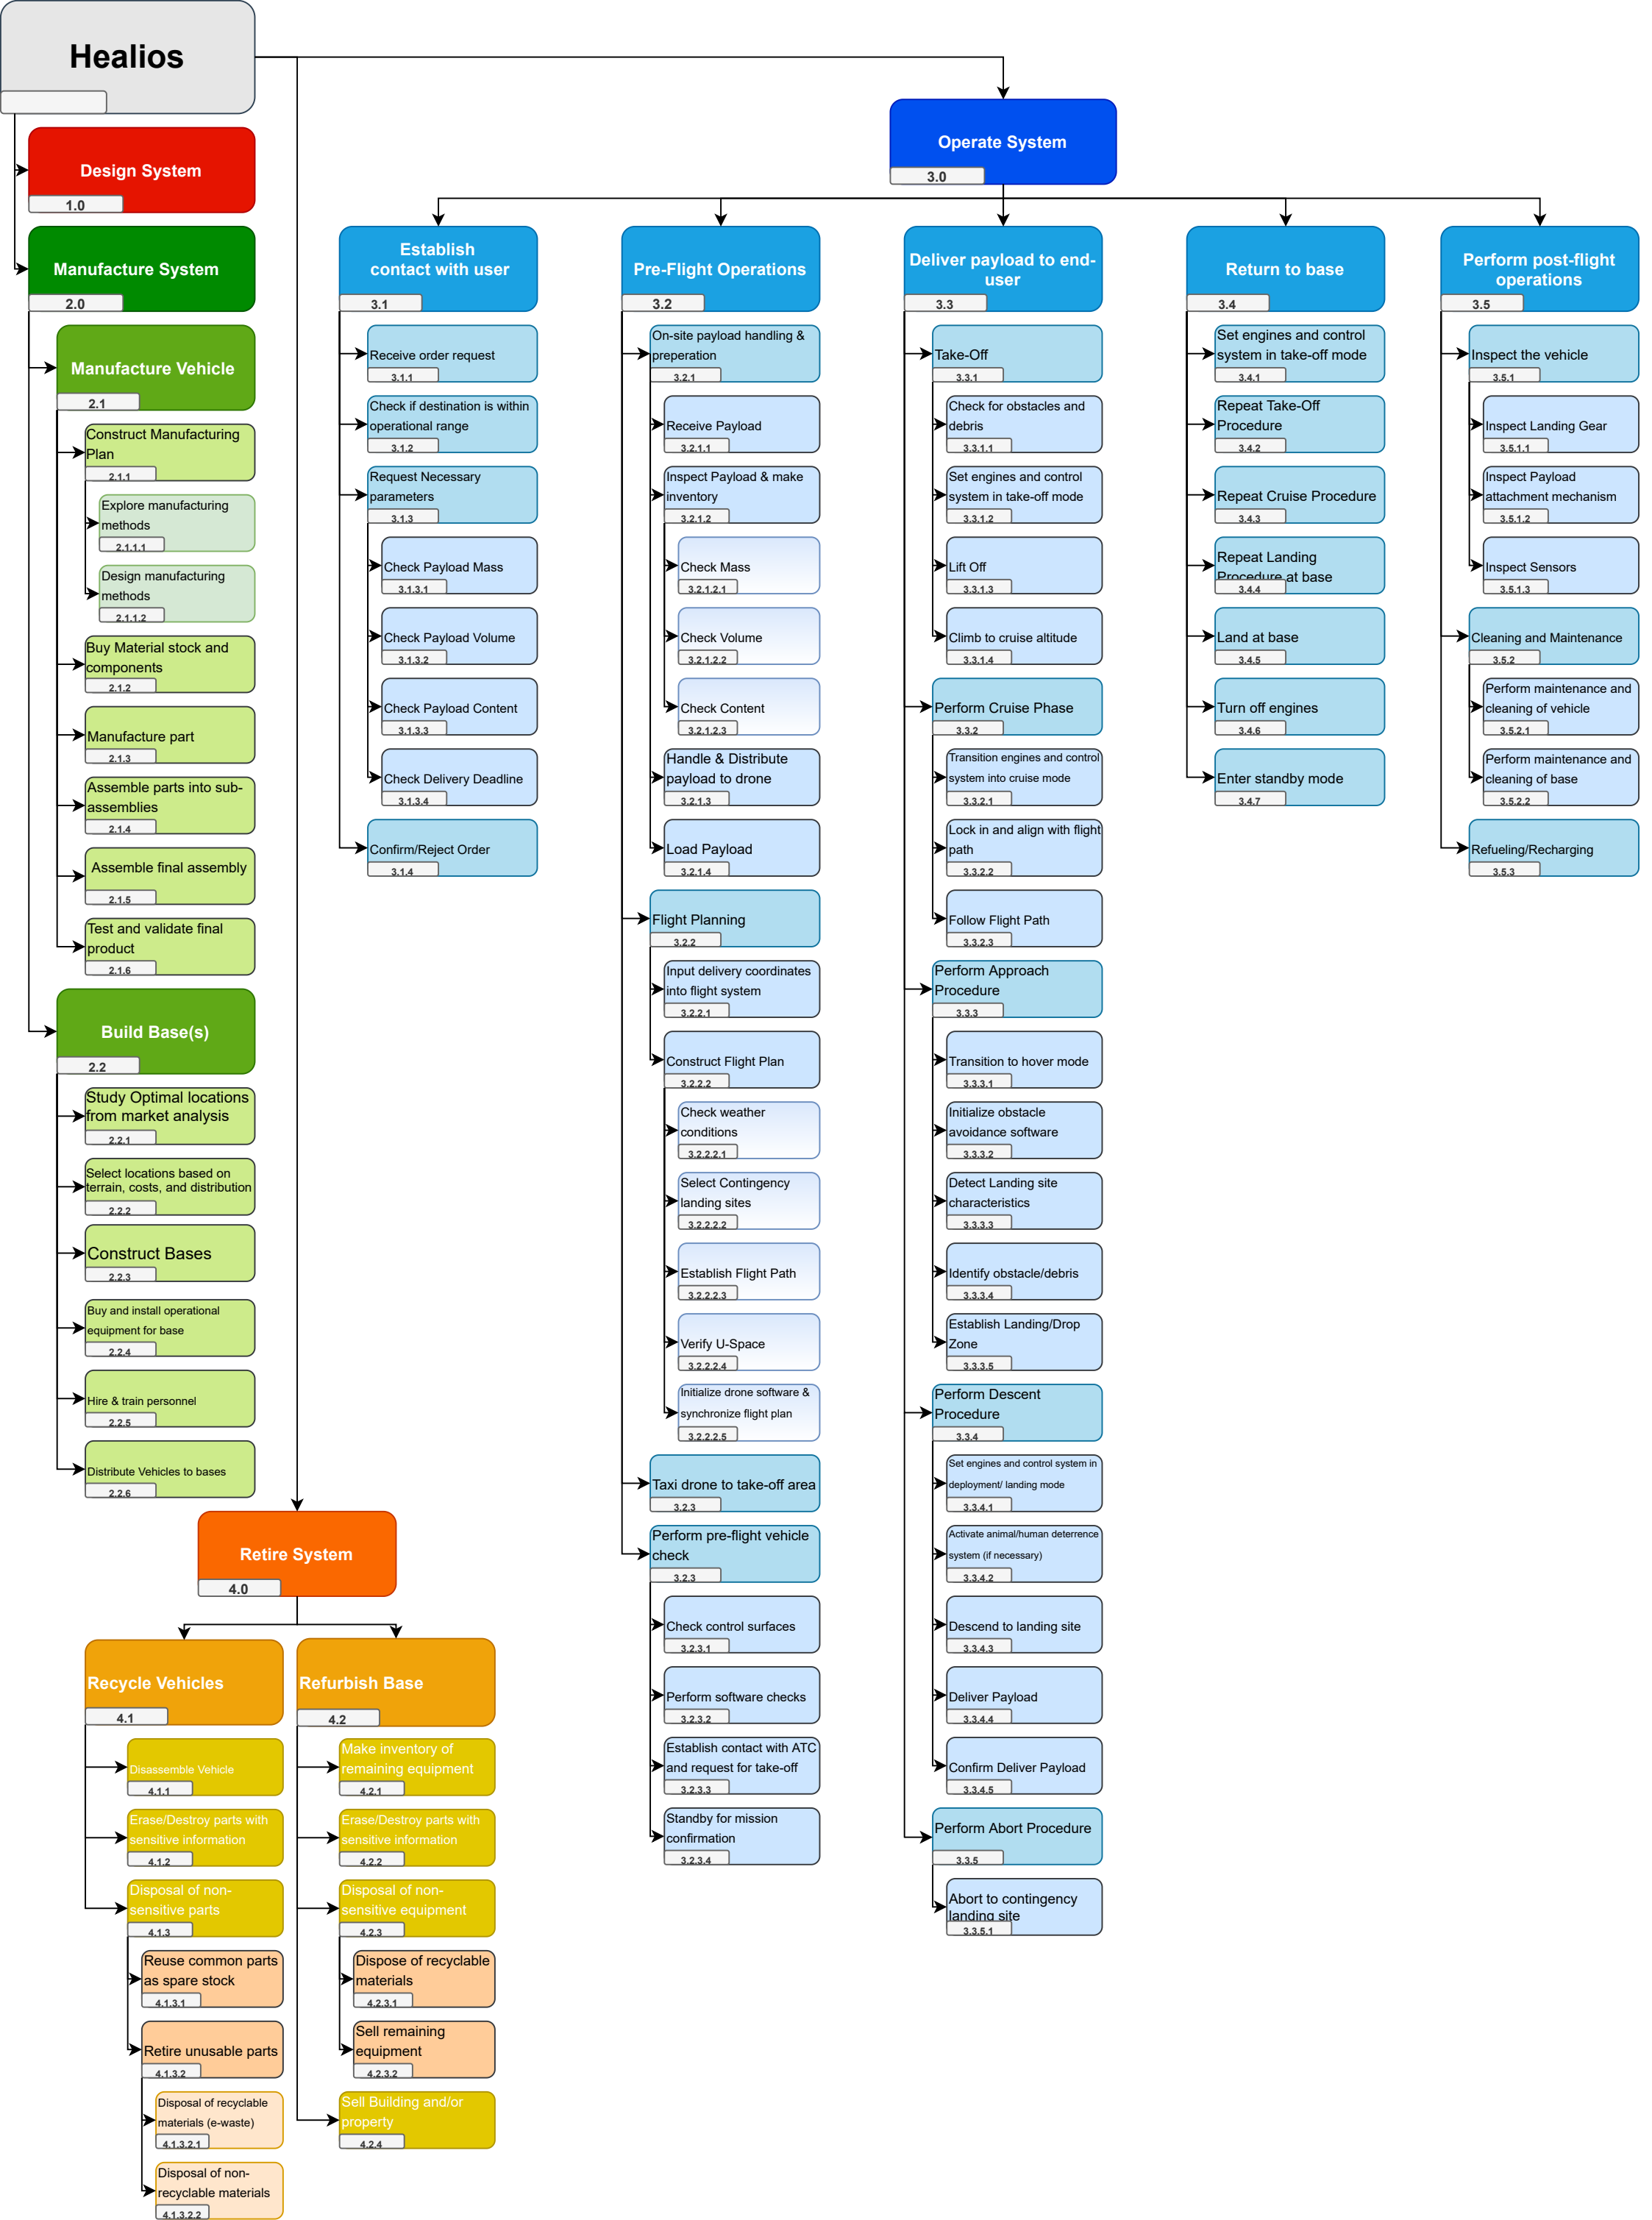 Healios
Design System
1.0
Manufacture System
2.0
Manufacture Vehicle
2.1
Construct Manufacturing
Plan
2.1.1
Explore manufacturing
methods
2.1.1.1
Design manufacturing
methods
2.1.1.2
Buy Material stock and
components
2.1.2
Manufacture part
2.1.3
Assemble parts into sub-
assemblies
2.1.4
Assemble final assembly
2.1.5
Test and validate final
product
2.1.6
Build Base(s)
2.2
Study Optimal locations
from market analysis
2.2.1
Select locations based on
terrain, costs, and distribution
2.2.2
Construct Bases
2.2.3
Buy and install operational
equipment for base
2.2.4
Hire & train personnel
2.2.5
Distribute Vehicles to bases
2.2.6
Operate System
3.0
Establish
contact with user
3.1
Receive order request
3.1.1
Check if destination is within
operational range
3.1.2
Request Necessary
parameters
3.1.3
Check Payload Mass
3.1.3.1
Check Payload Volume
3.1.3.2
Check Payload Content
3.1.3.3
Check Delivery Deadline
3.1.3.4
Confirm/Reject Order
3.1.4
Pre-Flight Operations
3.2
On-site payload handling &
preperation
3.2.1
Receive Payload
3.2.1.1
Inspect Payload & make
inventory
3.2.1.2
Check Mass
3.2.1.2.1
Check Volume
3.2.1.2.2
Check Content
3.2.1.2.3
Handle & Distribute
payload to drone
3.2.1.3
Load Payload
3.2.1.4
Flight Planning
3.2.2
Input delivery coordinates
into flight system
3.2.2.1
Construct Flight Plan
3.2.2.2
Check weather
conditions
3.2.2.2.1
Select Contingency
landing sites
3.2.2.2.2
Establish Flight Path
3.2.2.2.3
Verify U-Space
3.2.2.2.4
Initialize drone software &
synchronize flight plan
3.2.2.2.5
Taxi drone to take-off area
3.2.3
Perform pre-flight vehicle
check
3.2.3
Check control surfaces
3.2.3.1
Perform software checks
3.2.3.2
Establish contact with ATC
and request for take-off
3.2.3.3
Standby for mission
confirmation
3.2.3.4
Deliver payload to end-
user
3.3
Take-Off
3.3.1
Check for obstacles and
debris
3.3.1.1
Set engines and control
system in take-off mode
3.3.1.2
Lift Off
3.3.1.3
Climb to cruise altitude
3.3.1.4
Perform Cruise Phase
3.3.2
Transition engines and control
system into cruise mode
3.3.2.1
Lock in and align with flight
path
3.3.2.2
Follow Flight Path
3.3.2.3
Perform Approach
Procedure
3.3.3
Transition to hover mode
3.3.3.1
Initialize obstacle
avoidance software
3.3.3.2
Detect Landing site
characteristics
3.3.3.3
Identify obstacle/debris
3.3.3.4
Establish Landing/Drop
Zone
3.3.3.5
Perform Descent
Procedure
3.3.4
Set engines and control system in
deployment/ landing mode
3.3.4.1
Activate animal/human deterrence
system (if necessary)
3.3.4.2
Descend to landing site
3.3.4.3
Deliver Payload
3.3.4.4
Confirm Deliver Payload
3.3.4.5
Perform Abort Procedure
3.3.5
Abort to contingency
landing site
3.3.5.1
Return to base
3.4
Set engines and control
system in take-off mode
3.4.1
Repeat Take-Off
Procedure
3.4.2
Repeat Cruise Procedure
3.4.3
Repeat Landing
Procedure at base
3.4.4
Land at base
3.4.5
Turn off engines
3.4.6
Enter standby mode
3.4.7
Perform post-flight
operations
3.5
Inspect the vehicle
3.5.1
Inspect Landing Gear
3.5.1.1
Inspect Payload
attachment mechanism
3.5.1.2
Inspect Sensors
3.5.1.3
Cleaning and Maintenance
3.5.2
Perform maintenance and
cleaning of vehicle
3.5.2.1
Perform maintenance and
cleaning of base
3.5.2.2
Refueling/Recharging
3.5.3
Retire System
4.0
Recycle Vehicles
4.1
Disassemble Vehicle
4.1.1
Erase/Destroy parts with
sensitive information
4.1.2
Disposal of non-
sensitive parts
4.1.3
Reuse common parts
as spare stock
4.1.3.1
Retire unusable parts
4.1.3.2
Disposal of recyclable
materials (e-waste)
4.1.3.2.1
Disposal of non-
recyclable materials
4.1.3.2.2
Refurbish Base
4.2
Make inventory of
remaining equipment
4.2.1
Erase/Destroy parts with
sensitive information
4.2.2
Disposal of non-
sensitive equipment
4.2.3
Dispose of recyclable
materials
4.2.3.1
Sell remaining
equipment
4.2.3.2
Sell Building and/or
property
4.2.4